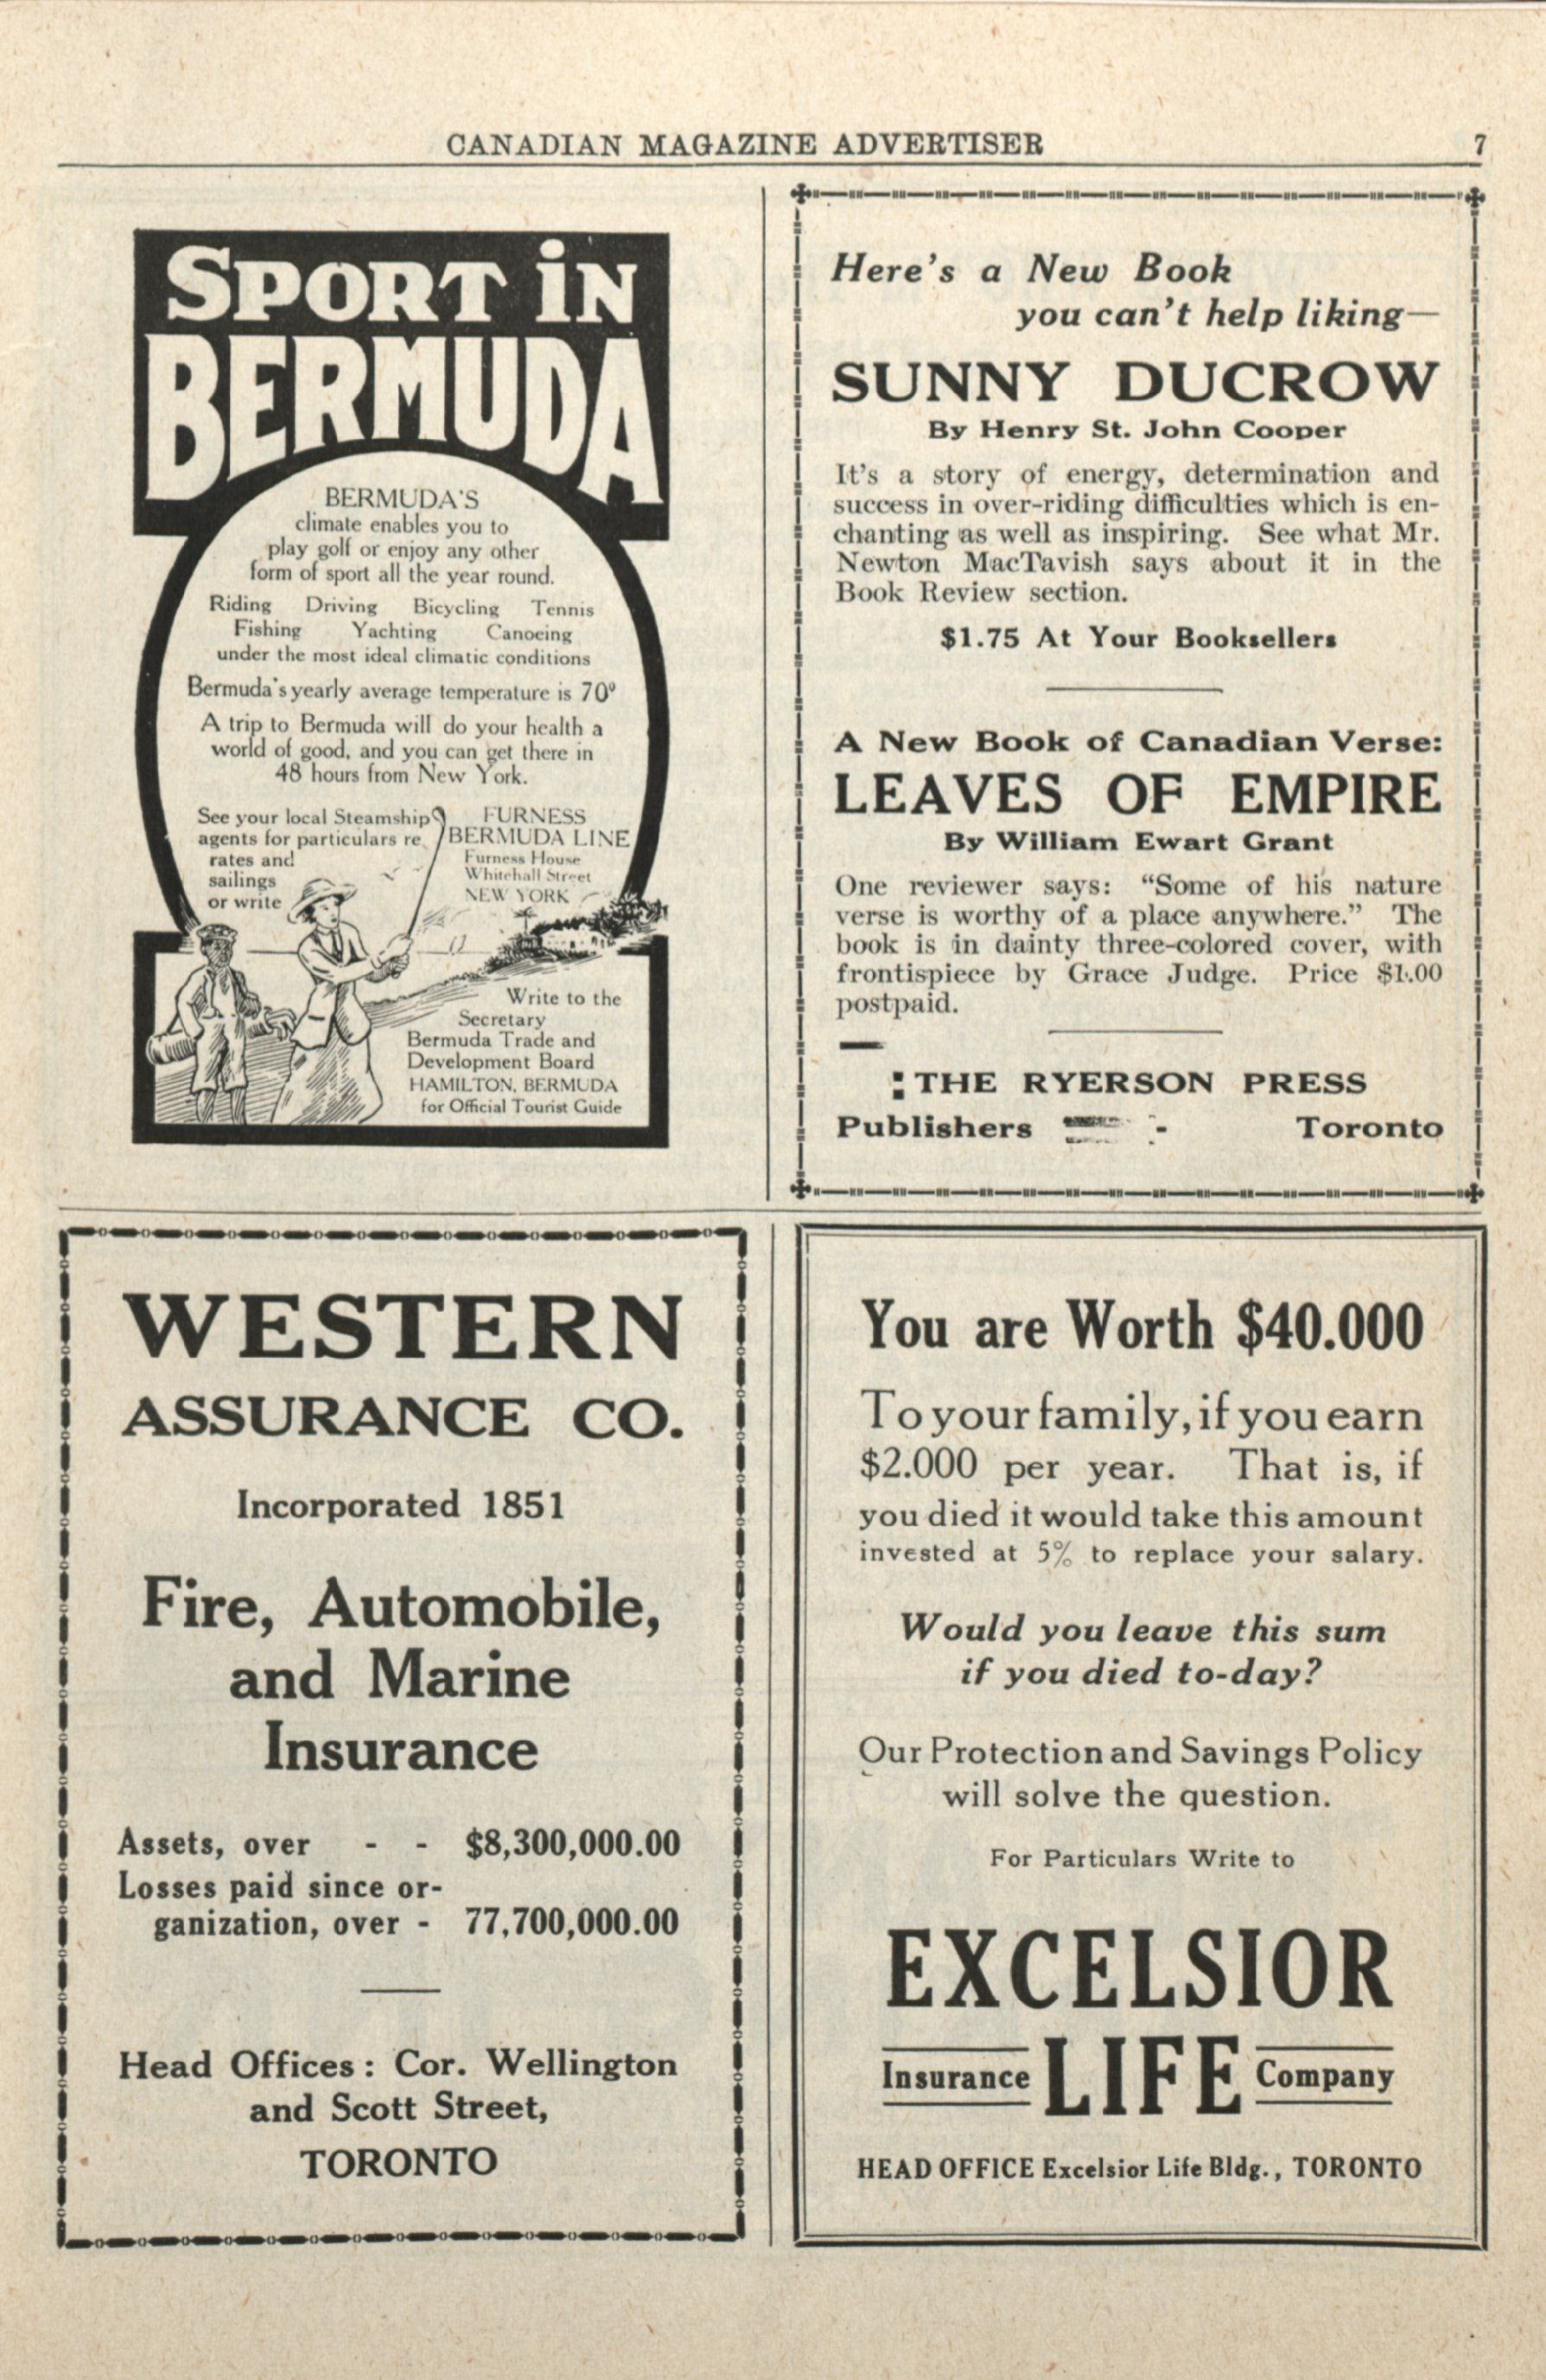 CANADIAN MAGAZINE ADVERTISER 7
SPORT iN
BERMUDA
BERMUDA'S
climate enables you to
play golf or enjoy any other
form of sport all the year round.
Riding Driving Bicycling Tennis
Fishing Yachting Canoeing
under the most ideal climatic conditions
Bermuda's yearly average temperature is 70°
A trip to Bermuda will do your health a
world of good, and you can get there in
48 hours from New York.
See your local Steamship
agents for particulars re
rates and
sailings
or write
FURNESS
BERMUDA LINE
Furness House
Whitehall Street
NEW YORK
Write to the
Secretary
Bermuda Trade and
Development Board
HAMILTON, BERMUDA
for Official Tourist Guide
Here's a New Book
you can't help liking—
SUNNY DUCROW
By Henry St. John Cooper
It's a story of energy, determination and
success in over-riding difficulties which is en-
chanting as well as inspiring. See what Mr.
Newton MacTavish says about it in the
Book Review section.
$1.75 At Your Booksellers
A New Book of Canadian Verse:
LEAVES OF EMPIRE
By William Ewart Grant
One reviewer says: “Some of his nature
verse is worthy of a place anywhere.” The
book is in dainty three-colored cover, with
frontispiece by Grace Judge. Price $1.00
postpaid.
THE RYERSON PRESS
Publishers - Toronto
WESTERN
ASSURANCE CO.
Incorporated 1851
Fire, Automobile,
and Marine
Insurance
Assets, over - - $8,300,000.00
Losses paid since or-
ganization, over - 77,700,000.00
Head Offices: Cor. Wellington
and Scott Street,
TORONTO
You are Worth $40.000
To your family, if you earn
$2.000 per year. That is, if
you died it would take this amount
invested at 5% to replace your salary.
Would you leave this sum
if you died to-day?
Our Protection and Savings Policy
will solve the question.
For Particulars Write to
EXCELSIOR
Insurance LIFE Company
HEAD OFFICE Excelsior Life Bldg., TORONTO